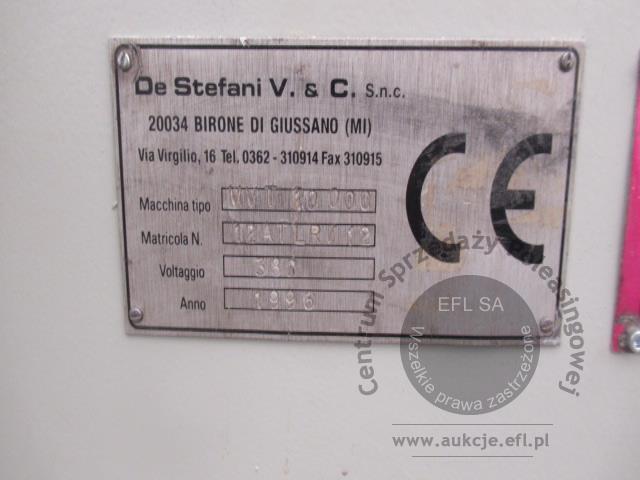 De Stefani V. & C. S.n.c.
20034 BIRONE DI GIUSSANO (MI)
Via Virgilio, 16 Tel. 0362 - 310914 Fax 310915
Macchina tipo
Matricola N.
Voltaggio
Anno 1996
CE
Centrum Sprzedaży Poleasingowej
EFL SA
Wszelkie prawa zastrzeżone
www.aukcje.efl.pl